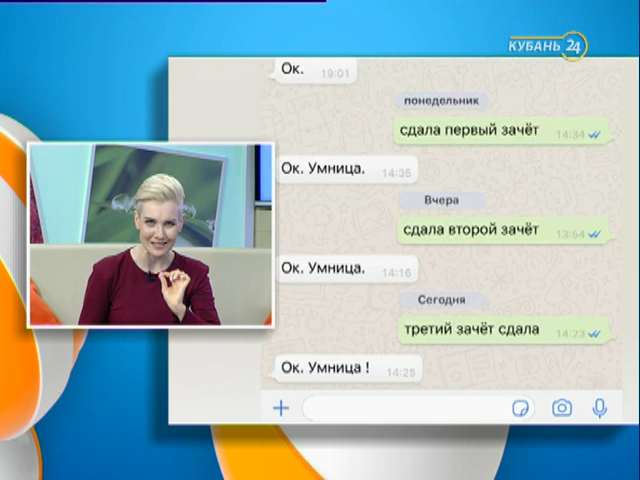 КУБАНЬ 24
Ок. 19:01
понедельник
сдала первый зачёт 14:34
Ок. Умница. 14:35
Вчера
сдала второй зачёт 13:54
Ок. Умница. 14:16
Сегодня
третий зачёт сдала 14:23
Ок. Умница ! 14:25